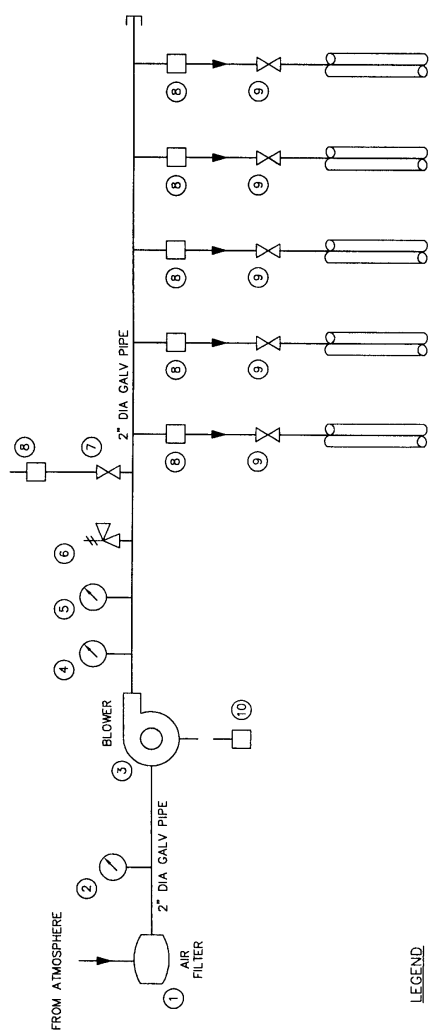 FROM ATMOSPHERE
1
AIR
FILTER
2
2" DIA GALV PIPE
3
BLOWER
10
4
5
6
7
8
2" DIA GALV PIPE
8
8
8
8
8
9
9
9
9
9
LEGEND